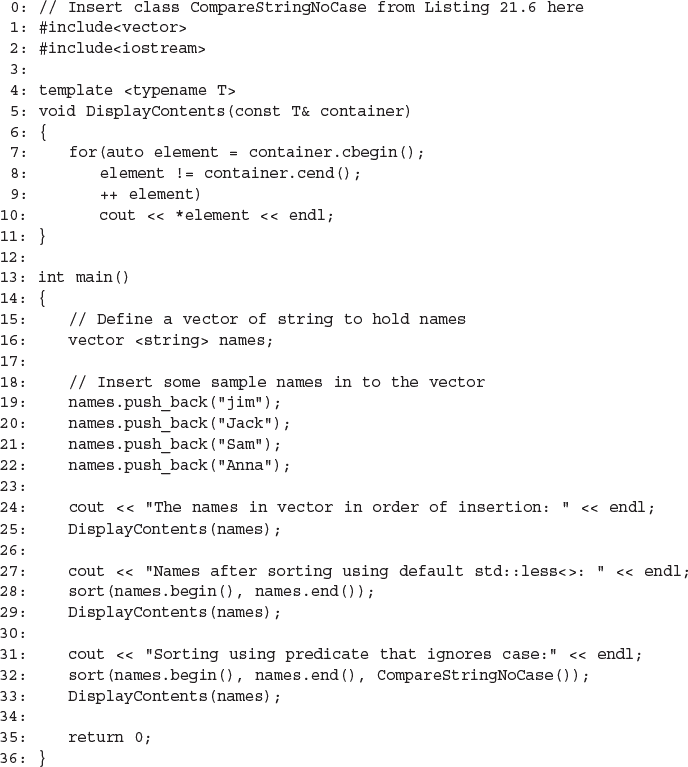 0: // Insert class CompareStringNoCase from Listing 21.6 here
1: #include<vector>
2: #include<iostream>
3:
4: template <typename T>
5: void DisplayContents(const T& container)
6: {
7:    for(auto element = container.cbegin();
8:       element != container.cend();
9:       ++ element)
10:       cout << *element << endl;
11: }
12:
13: int main()
14: {
15:    // Define a vector of string to hold names
16:    vector <string> names;
17:
18:    // Insert some sample names in to the vector
19:    names.push_back("jim");
20:    names.push_back("Jack");
21:    names.push_back("Sam");
22:    names.push_back("Anna");
23:
24:    cout << "The names in vector in order of insertion: " << endl;
25:    DisplayContents(names);
26:
27:    cout << "Names after sorting using default std::less<>: " << endl;
28:    sort(names.begin(), names.end());
29:    DisplayContents(names);
30:
31:    cout << "Sorting using predicate that ignores case:" << endl;
32:    sort(names.begin(), names.end(), CompareStringNoCase());
33:    DisplayContents(names);
34:
35:    return 0;
36: }